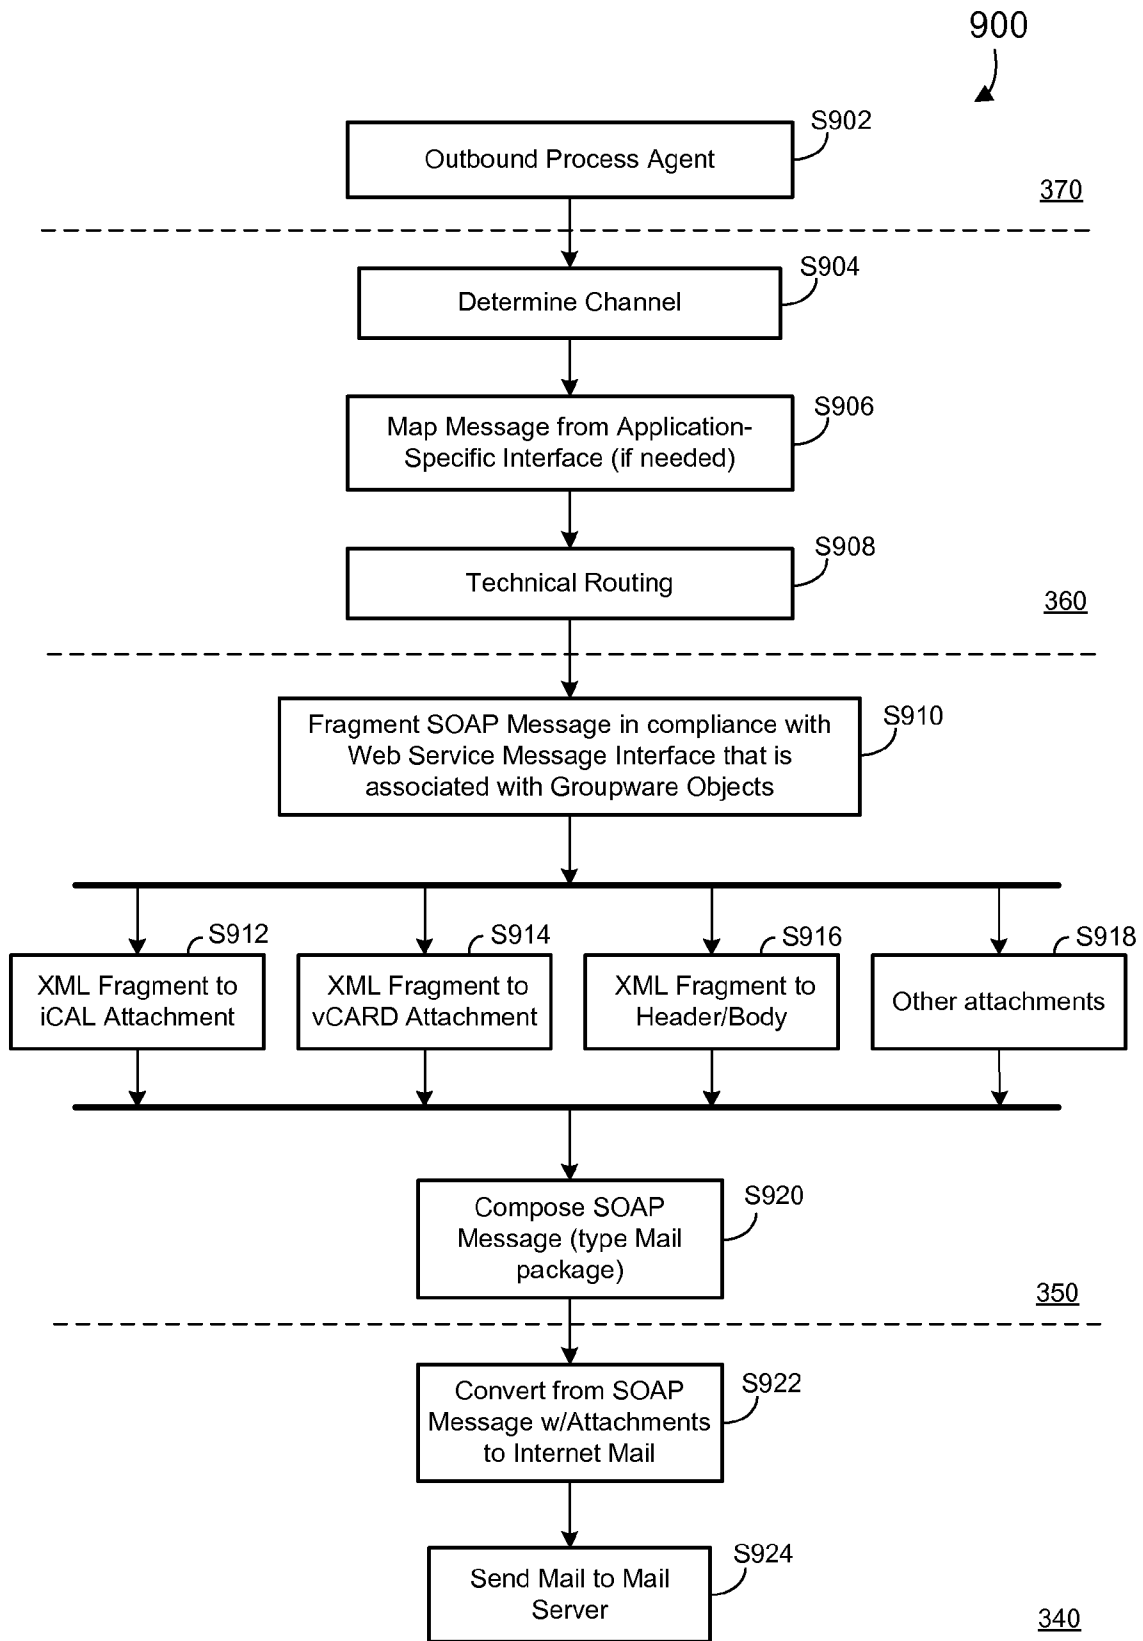 900
S902
Outbound Process Agent
370
S904
Determine Channel
S906
Map Message from Application-
Specific Interface (if needed)
S908
Technical Routing
360
S910
Fragment SOAP Message in compliance with
Web Service Message Interface that is
associated with Groupware Objects
S912
XML Fragment to
iCAL Attachment
S914
XML Fragment to
vCARD Attachment
S916
XML Fragment to
Header/Body
S918
Other attachments
S920
Compose SOAP
Message (type Mail
package)
350
S922
Convert from SOAP
Message w/Attachments
to Internet Mail
S924
Send Mail to Mail
Server
340